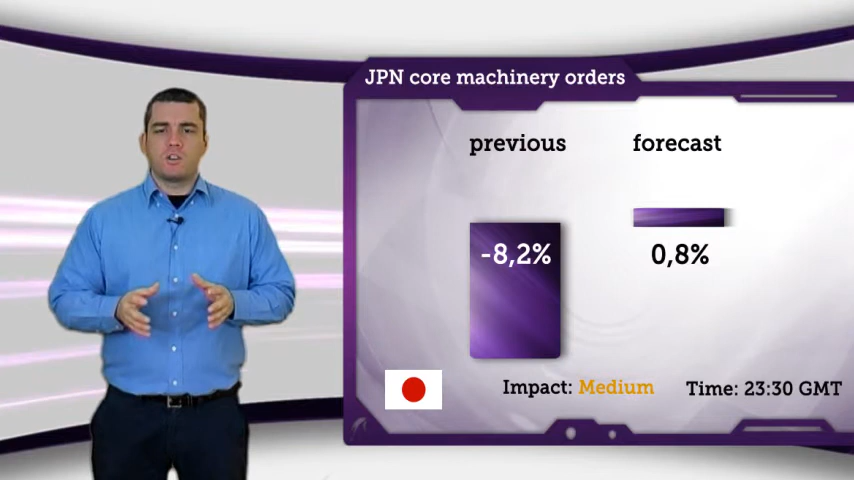 JPN core machinery orders
previous
forecast
-8,2%
0,8%
Impact: Medium
Time: 23:30 GMT